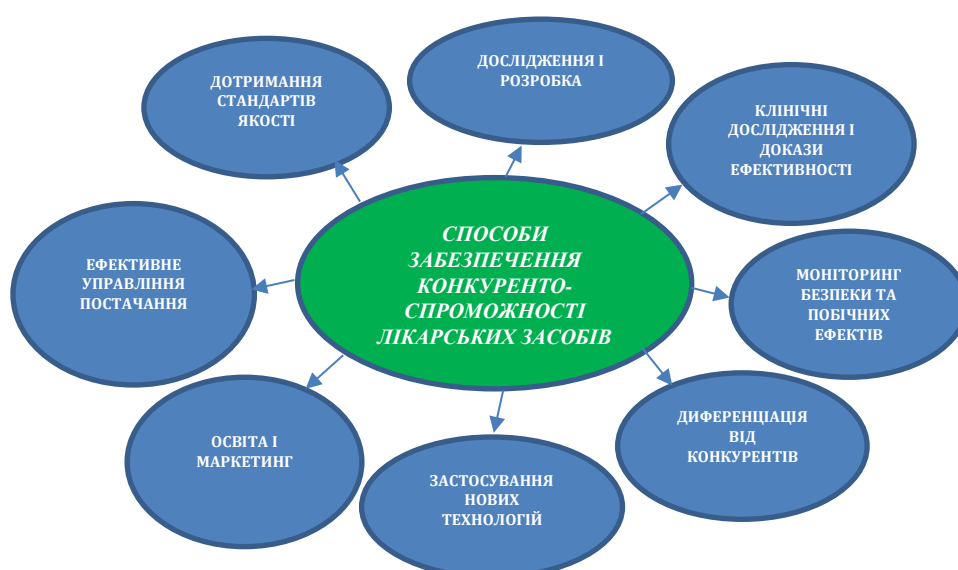 ДОСЛІДЖЕННЯ І
РОЗРОБКА
ДОТРИМАННЯ
СТАНДАРТІВ
ЯКОСТІ
КЛІНІЧНІ
ДОСЛІДЖЕННЯ І
ДОКАЗИ
ЕФЕКТИВНОСТІ
СПОСОБИ
ЗАБЕЗПЕЧЕННЯ
КОНКУРЕНТО-
СПРОМОЖНОСТІ
ЛІКАРСЬКИХ ЗАСОБІВ
ЕФЕКТИВНЕ
УПРАВЛІННЯ
ПОСТАЧАННЯ
МОНІТОРИНГ
БЕЗПЕКИ ТА
ПОБІЧНИХ
ЕФЕКТІВ
ОСВІТА І
МАРКЕТИНГ
ДИФЕРЕНЦІАЦІЯ
ВІД
КОНКУРЕНТІВ
ЗАСТОСУВАННЯ
НОВИХ
ТЕХНОЛОГІЙ